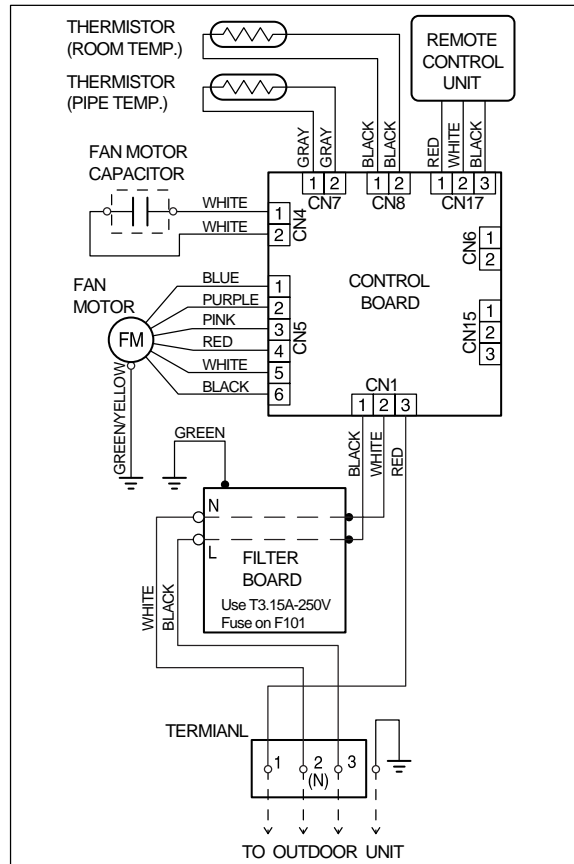 THERMISTOR
(ROOM TEMP.)
THERMISTOR
(PIPE TEMP.)
REMOTE
CONTROL
UNIT
GRAY
GRAY
BLACK
BLACK
RED
WHITE
BLACK
1 2
CN7
1 2
CN8
1 2 3
CN17
FAN MOTOR
CAPACITOR
WHITE
WHITE
1
2
CN4
CN6
1
2
CONTROL
BOARD
CN15
1
2
3
FAN
MOTOR
FM
BLUE
PURPLE
PINK
RED
WHITE
BLACK
1
2
3
4
5
6
CN5
GREEN/YELLOW
CN1
1 2 3
BLACK
WHITE
RED
GREEN
N
L
FILTER
BOARD
Use T3.15A-250V
Fuse on F101
WHITE
BLACK
TERMIANL
1 2 3
(N)
TO OUTDOOR UNIT